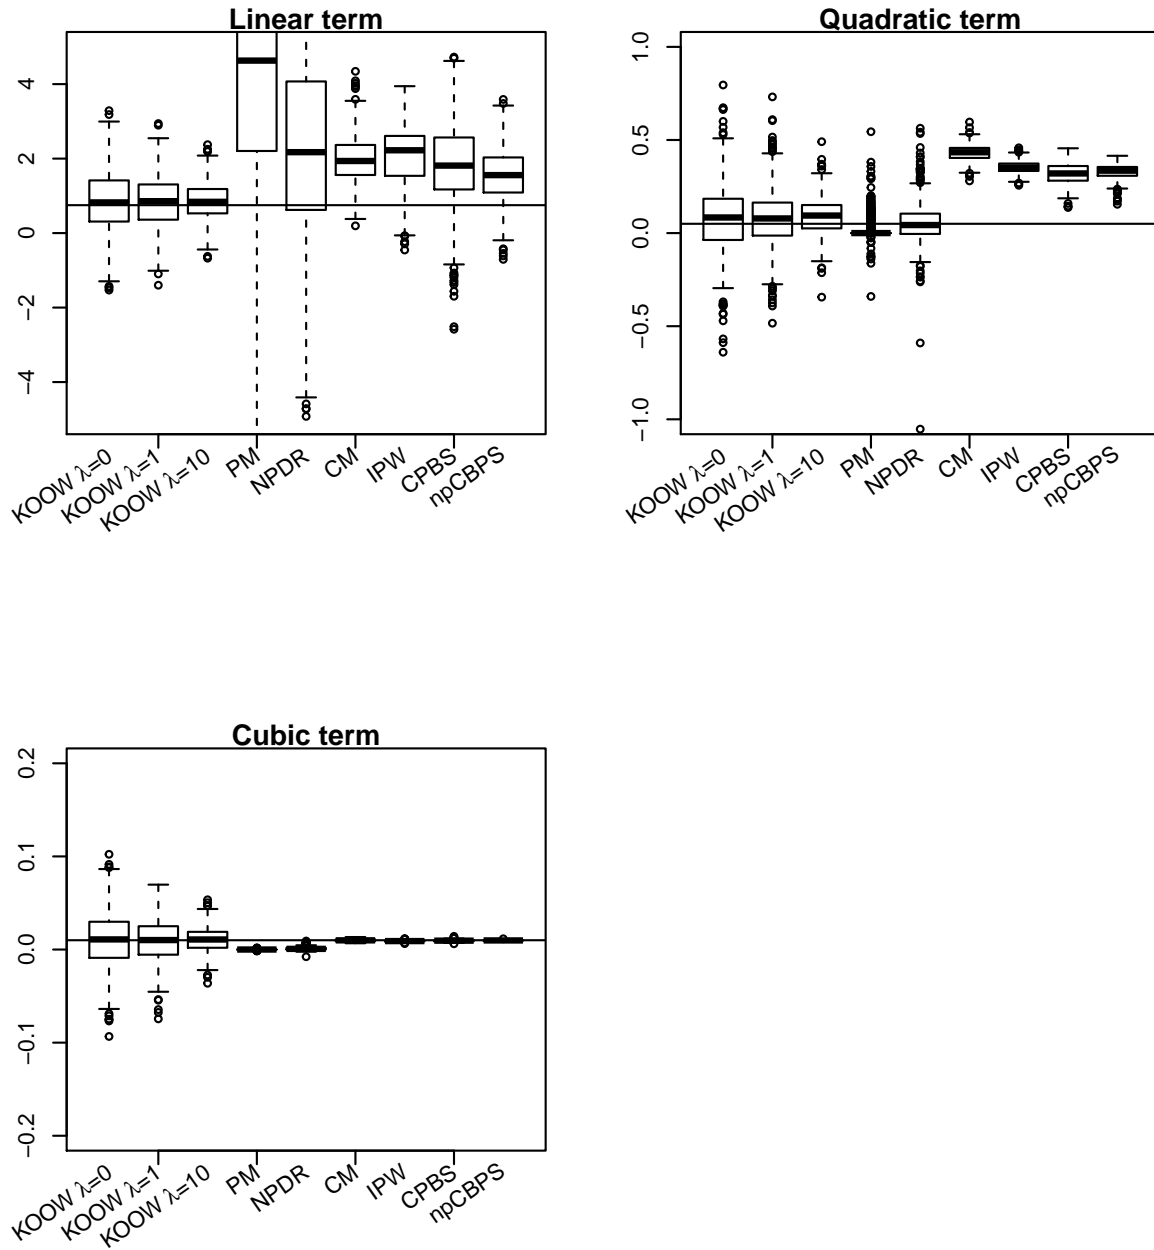 Linear term
4
2
0
−2
−4
KOOW λ=0
KOOW λ=1
KOOW λ=10
PM
NPDR
CM
IPW
CPBS
npCBPS
Quadratic term
1.0
0.5
0.0
−0.5
−1.0
KOOW λ=0
KOOW λ=1
KOOW λ=10
PM
NPDR
CM
IPW
CPBS
npCBPS
Cubic term
0.2
0.1
0.0
−0.1
−0.2
KOOW λ=0
KOOW λ=1
KOOW λ=10
PM
NPDR
CM
IPW
CPBS
npCBPS